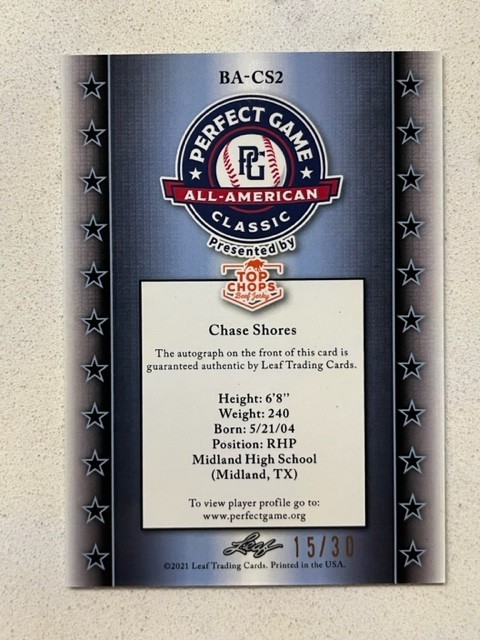 BA-CS2
PERFECT GAME
PG
ALL-AMERICAN
CLASSIC
Presented by
TOP
CHOPS
Beef Jerky
Chase Shores
The autograph on the front of this card is
guaranteed authentic by Leaf Trading Cards.
Height: 6'8''
Weight: 240
Born: 5/21/04
Position: RHP
Midland High School
(Midland, TX)
To view player profile go to:
www.perfectgame.org
Leaf 15/30
©2021 Leaf Trading Cards. Printed in the USA.